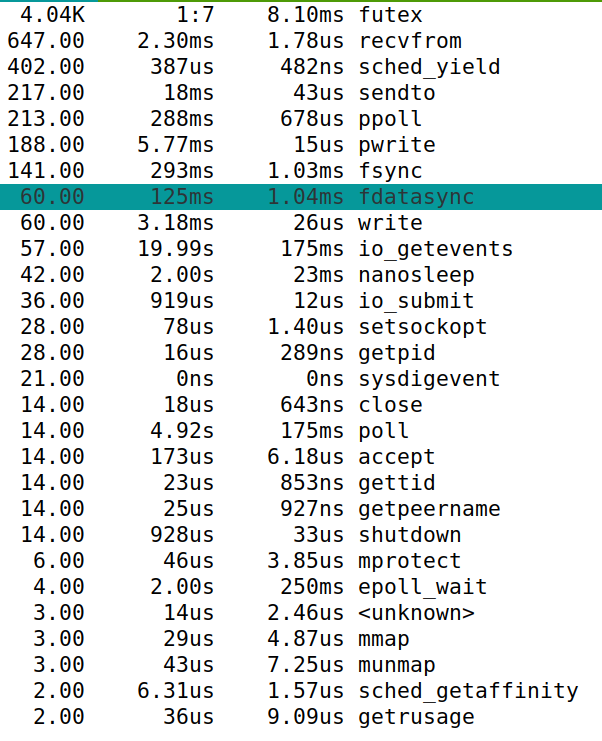 4.04K 1:7 8.10ms futex
647.00 2.30ms 1.78us recvfrom
402.00 387us 482ns sched_yield
217.00 18ms 43us sendto
213.00 288ms 678us ppoll
188.00 5.77ms 15us pwrite
141.00 293ms 1.03ms fsync
60.00 125ms 1.04ms fdatasync
60.00 3.18ms 26us write
57.00 19.99s 175ms io_getevents
42.00 2.00s 23ms nanosleep
36.00 919us 12us io_submit
28.00 78us 1.40us setsockopt
28.00 16us 289ns getpid
21.00 0ns 0ns sysdigevent
14.00 18us 643ns close
14.00 4.92s 175ms poll
14.00 173us 6.18us accept
14.00 23us 853ns gettid
14.00 25us 927ns getpeername
14.00 928us 33us shutdown
6.00 46us 3.85us mprotect
4.00 2.00s 250ms epoll_wait
3.00 14us 2.46us <unknown>
3.00 29us 4.87us mmap
3.00 43us 7.25us munmap
2.00 6.31us 1.57us sched_getaffinity
2.00 36us 9.09us getrusage